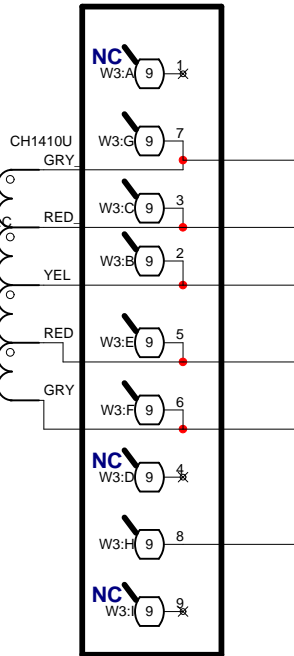 NC
W3:A 9 1
CH1410U
W3:G 9 7
GRY
W3:C 9 3
RED
C
W3:B 9 2
YEL
W3:E 9 5
RED
W3:F 9 6
GRY
NC
W3:D 9 4
W3:H 9 8
NC
W3:I 9 9